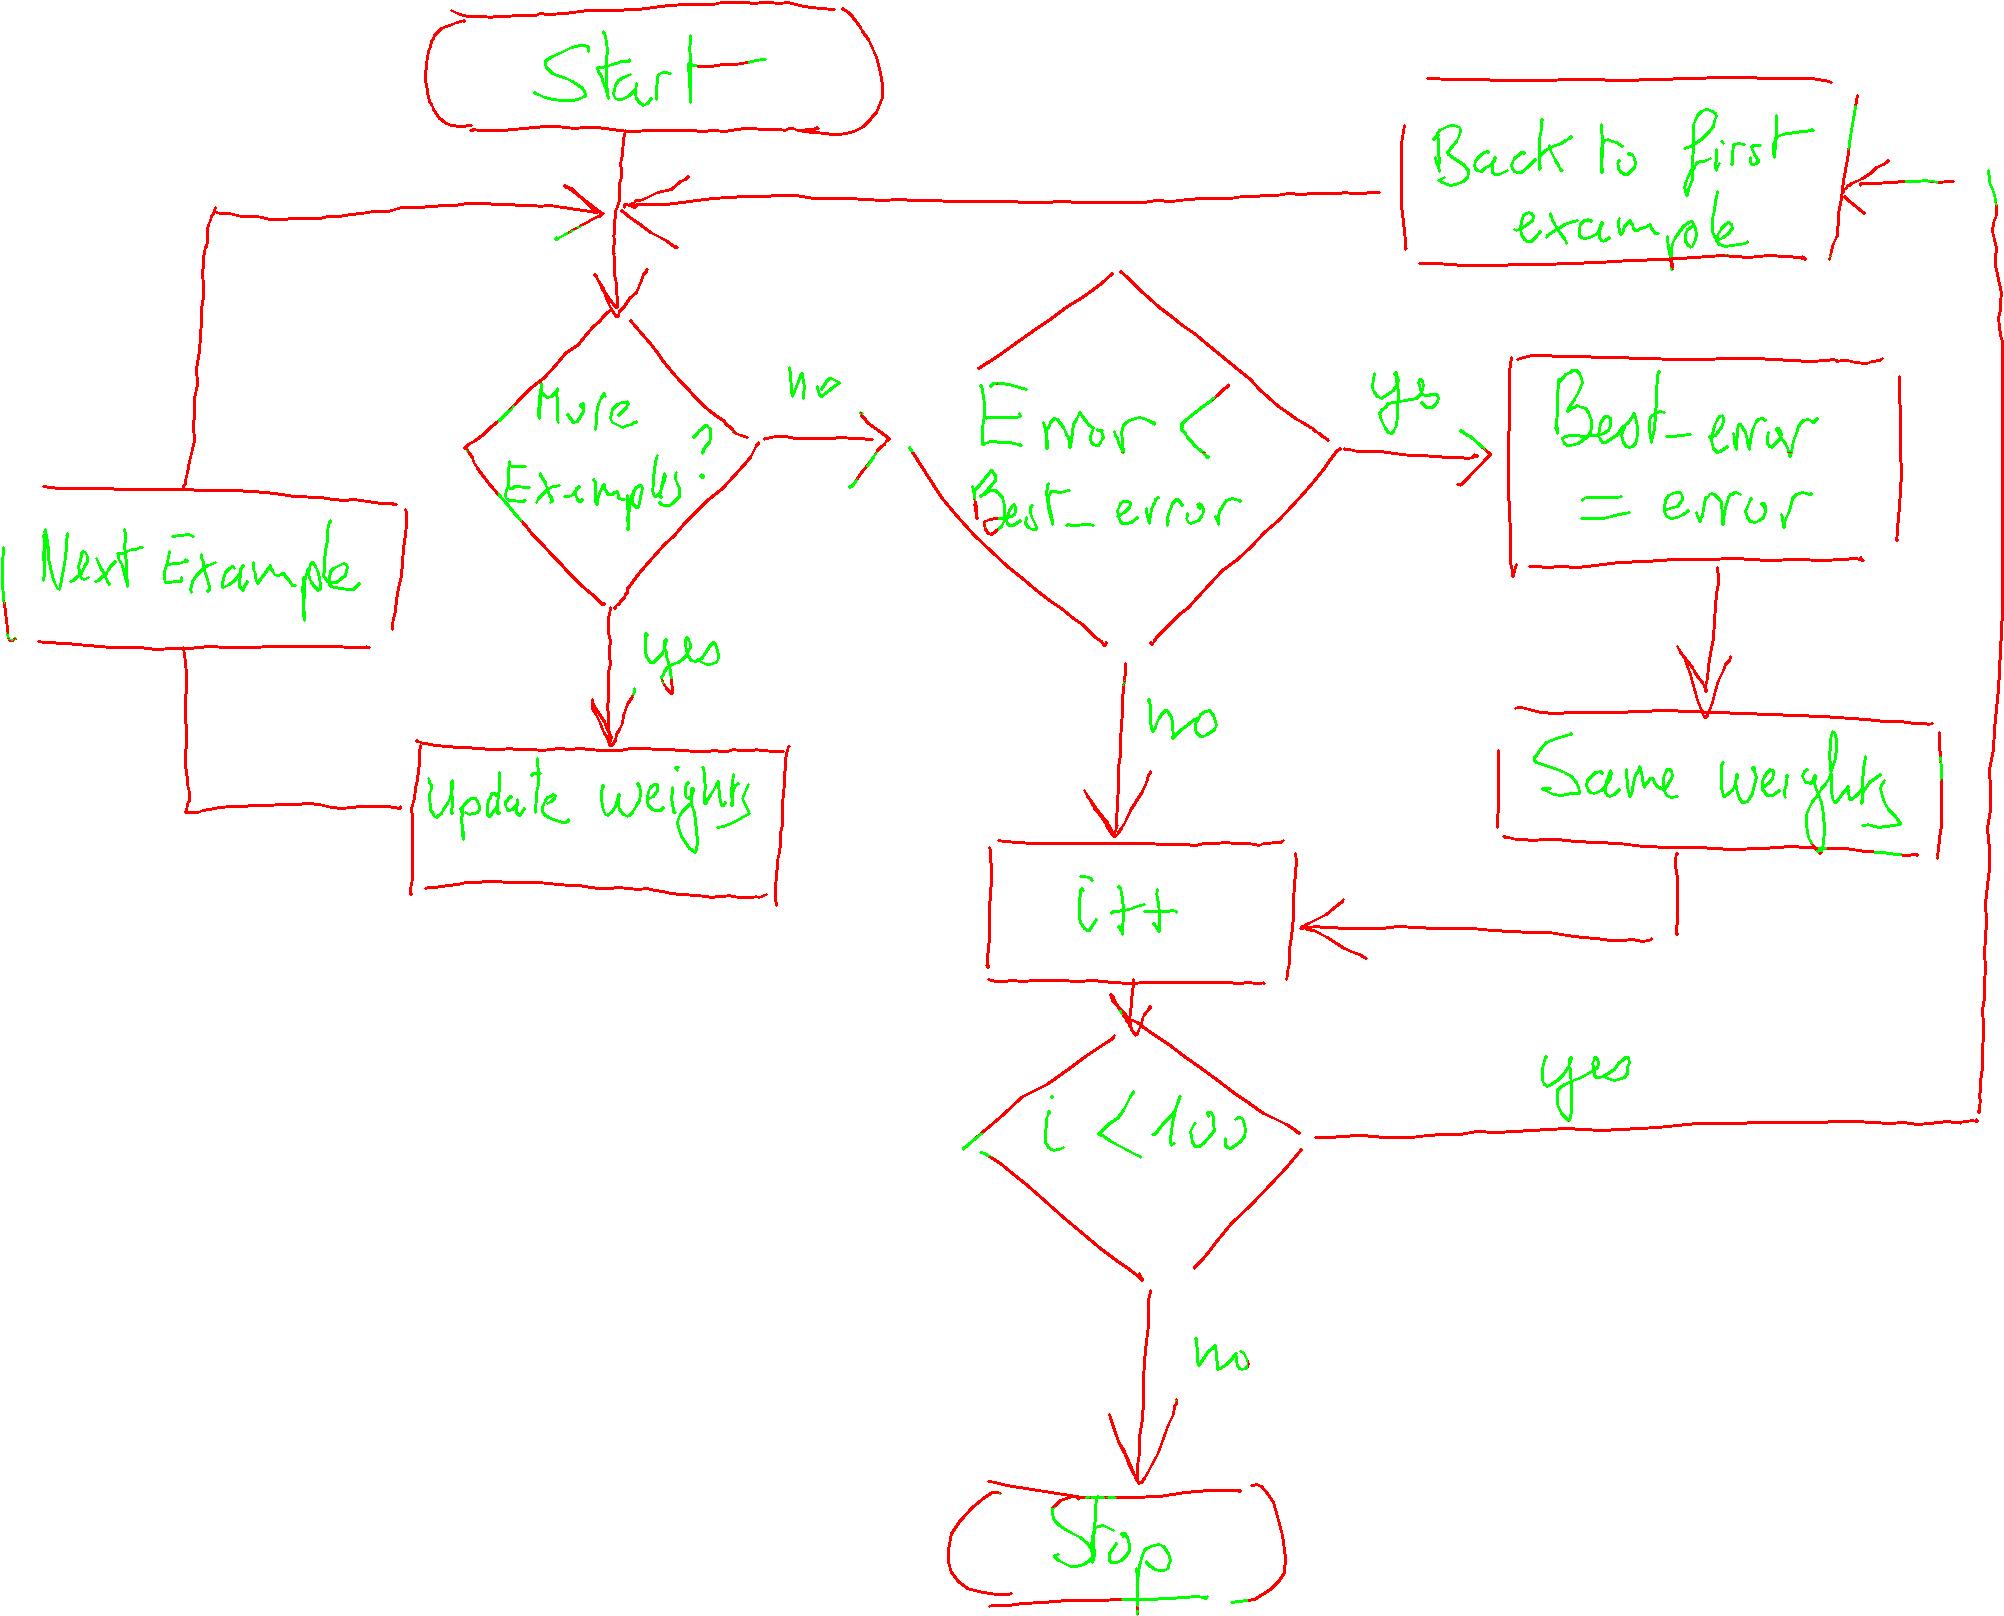 Start
Back to first
example
More
Examples?
no
Error <
Best_error
yes
Best_error
= error
Next Example
yes
Update weights
no
Same weights
i++
i < 100
yes
no
Stop